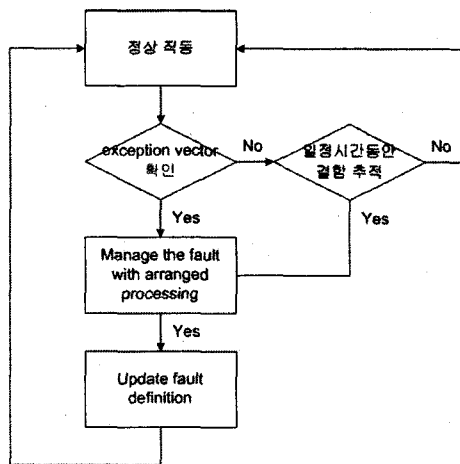 정상 작동
exception vector
확인
No
일정시간동안
결함 추적
No
Yes
Yes
Manage the fault
with arranged
processing
Yes
Update fault
definition